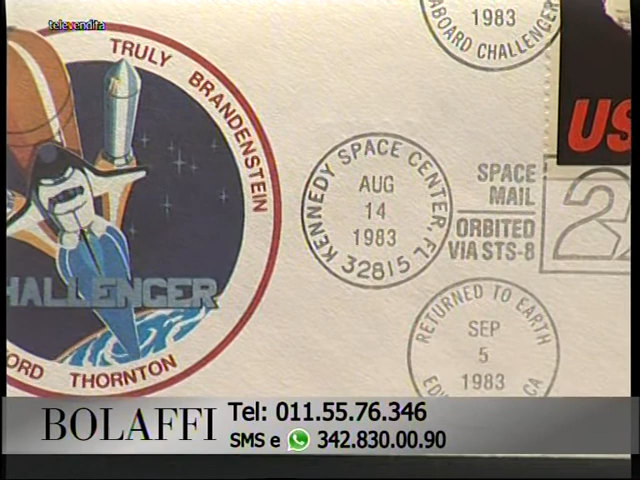 televendita
1983
ABOARD CHALLENGER
US
TRULY BRANDENSTEIN
KENNEDY SPACE CENTER, FL
AUG
14
1983
32815
SPACE
MAIL
ORBITED
VIA STS-8
HALLENGER
ORD THORNTON
RETURNED TO EARTH
SEP
5
1983
CA
BOLAFFI
Tel: 011.55.76.346
SMS e 342.830.00.90